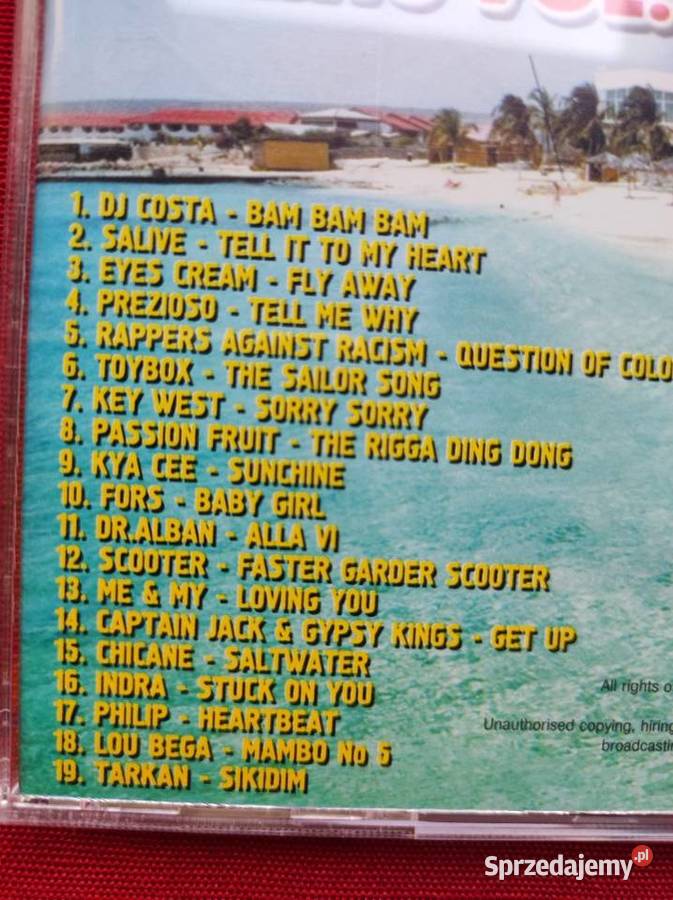 VOL.
1. DJ COSTA - BAM BAM BAM
2. SALIVE - TELL IT TO MY HEART
3. EYES CREAM - FLY AWAY
4. PREZIOSO - TELL ME WHY
5. RAPPERS AGAINST RACISM - QUESTION OF COLO
6. TOYBOX - THE SAILOR SONG
7. KEY WEST - SORRY SORRY
8. PASSION FRUIT - THE RIGGA DING DONG
9. KYA CEE - SUNCHINE
10. FORS - BABY GIRL
11. DR.ALBAN - ALLA VI
12. SCOOTER - FASTER GARDER SCOOTER
13. ME & MY - LOVING YOU
14. CAPTAIN JACK & GYPSY KINGS - GET UP
15. CHICANE - SALTWATER
16. INDRA - STUCK ON YOU
17. PHILIP - HEARTBEAT
18. LOU BEGA - MAMBO No 5
19. TARKAN - SIKIDIM
All rights o
Unauthorised copying, hiring
broadcastin
Sprzedajemy.pl